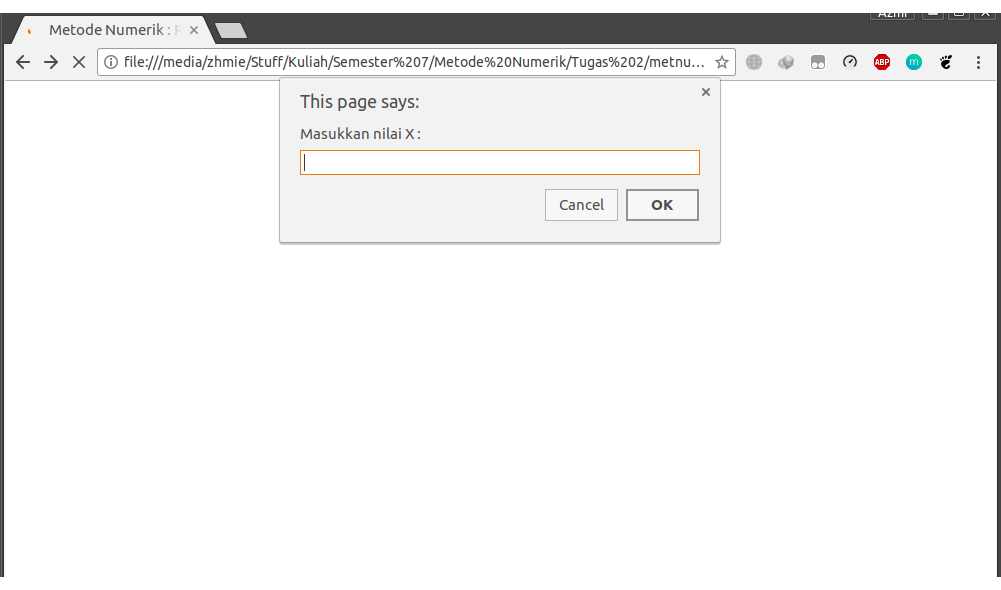 Azmi
Metode Numerik : R
file:///media/zhmie/Stuff/Kuliah/Semester%207/Metode%20Numerik/Tugas%202/metnu...
ABP
m
This page says:
Masukkan nilai X :
Cancel
OK